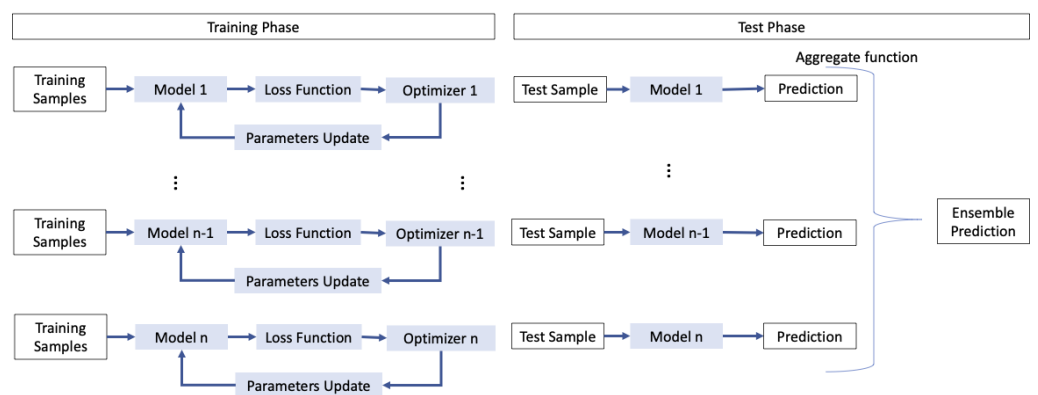 Training Phase
Test Phase
Aggregate function
Training
Samples
Model 1
Loss Function
Optimizer 1
Parameters Update
Test Sample
Model 1
Prediction
...
...
...
Training
Samples
Model n-1
Loss Function
Optimizer n-1
Parameters Update
Test Sample
Model n-1
Prediction
Ensemble
Prediction
Training
Samples
Model n
Loss Function
Optimizer n
Parameters Update
Test Sample
Model n
Prediction